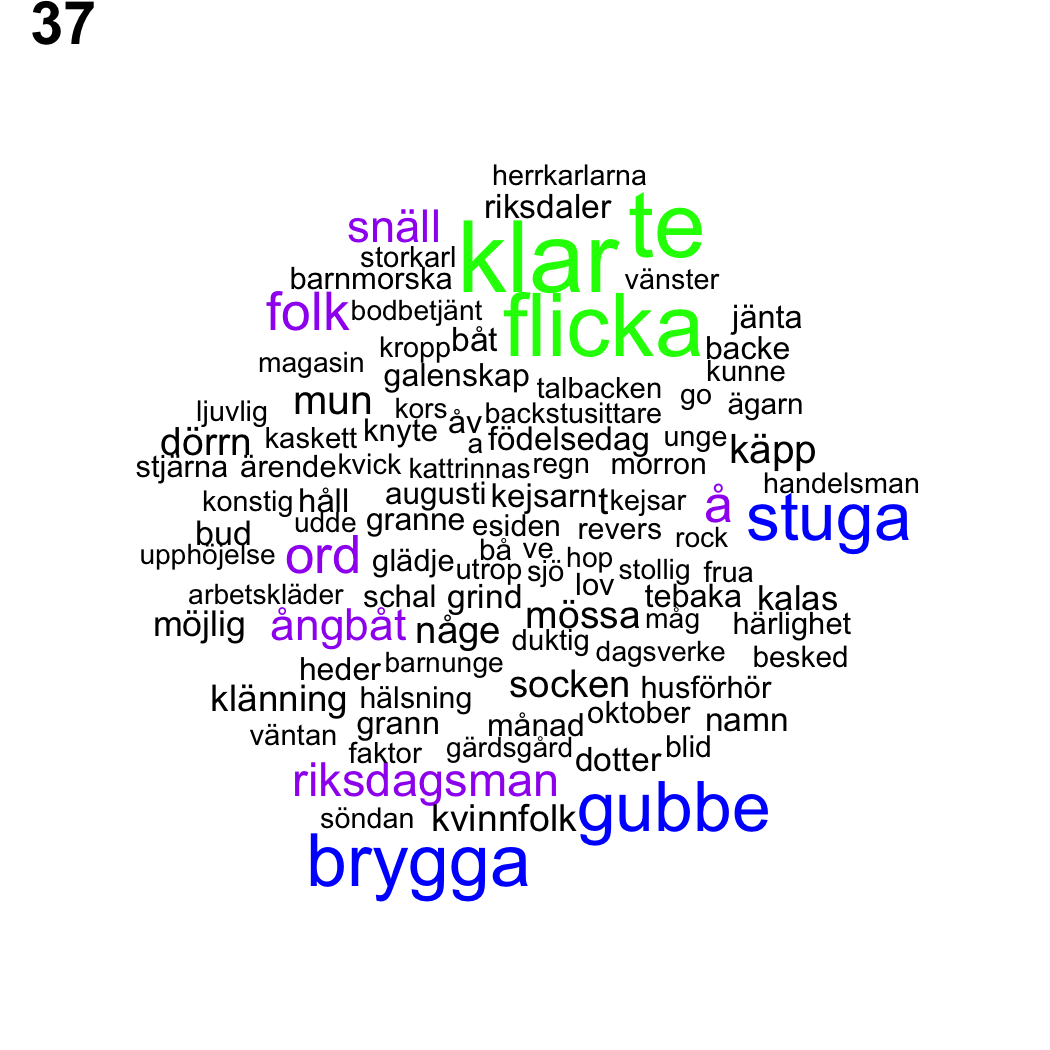 37
herrkarlarna
riksdaler te
snäll klar
storkarl
barnmorska vänster
folk bodbetjänt flicka jänta
kropp båt backe
magasin galenskap kunne
talbacken go
ljuvlig mun kors backstusittare ägarn
dörrn kaskett knyte åv a födelsedag unge käpp
stjärna ärende kvick kattrinnas regn morron
handelsman
konstig håll augusti kejsarn t kejsar å stuga
bud udde granne esiden revers rock
upphöjelse ord glädje utrop bå ve sjö hop stollig frua
arbetskläder schal grind lov tebaka kalas
möjlig ångbåt någe mössa måg härlighet
duktig dagsverke besked
heder barnunge
klänning hälsning socken husförhör
grann månad oktober namn
väntan faktor gärdsgård dotter blid
riksdagsman
söndan kvinnfolk gubbe
brygga